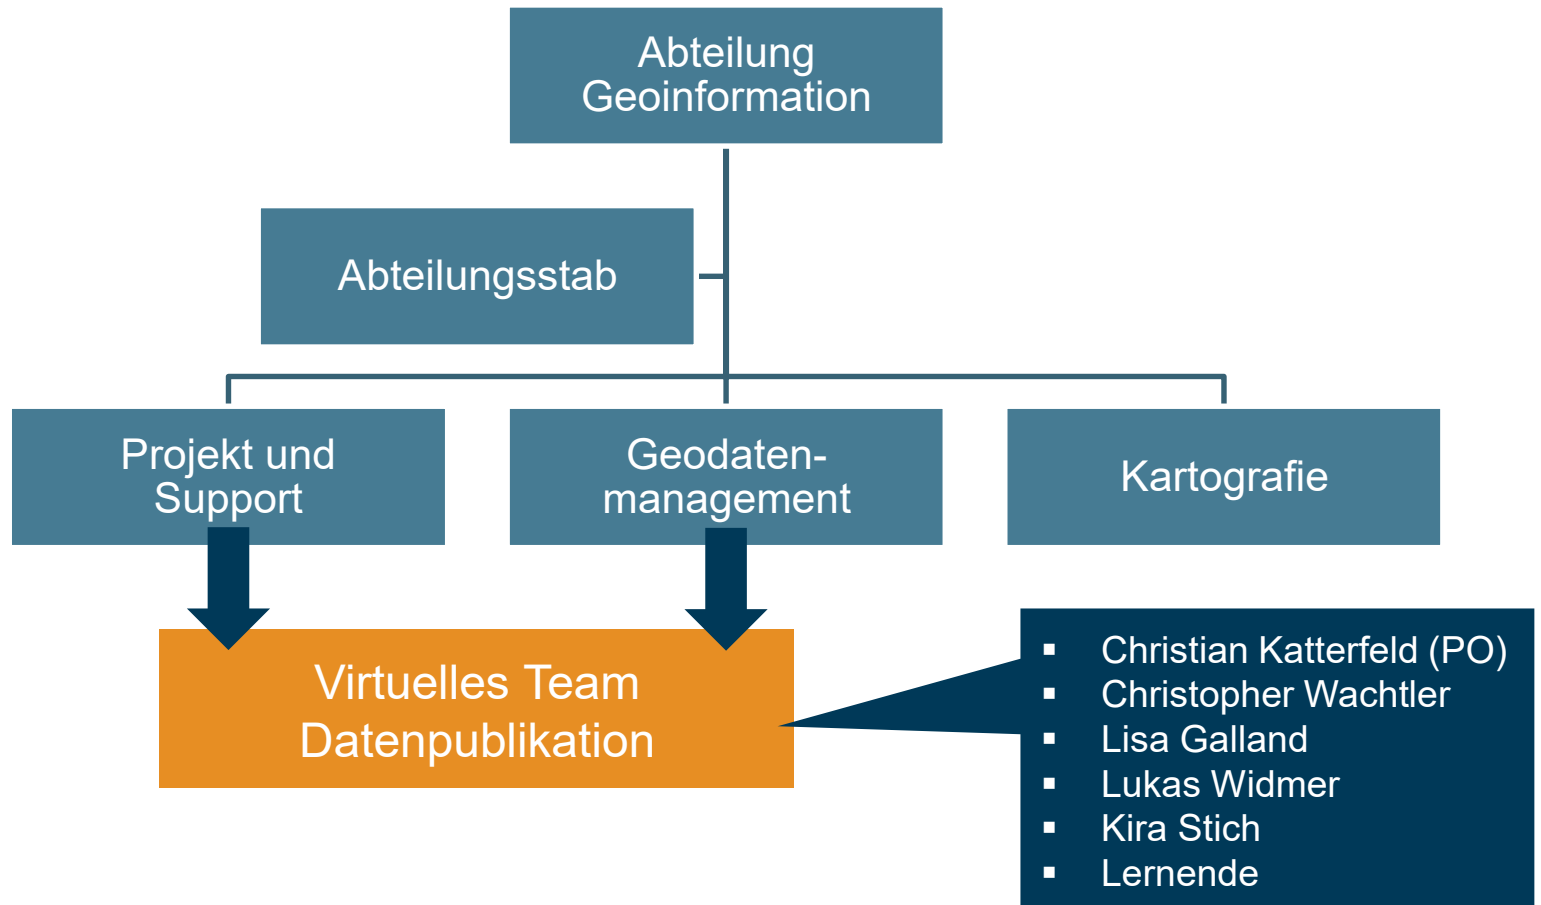 Abteilung
Geoinformation
Abteilungsstab
Projekt und
Support
Geodaten-
management
Kartografie
Virtuelles Team
Datenpublikation
▪ Christian Katterfeld (PO)
▪ Christopher Wachtler
▪ Lisa Galland
▪ Lukas Widmer
▪ Kira Stich
▪ Lernende